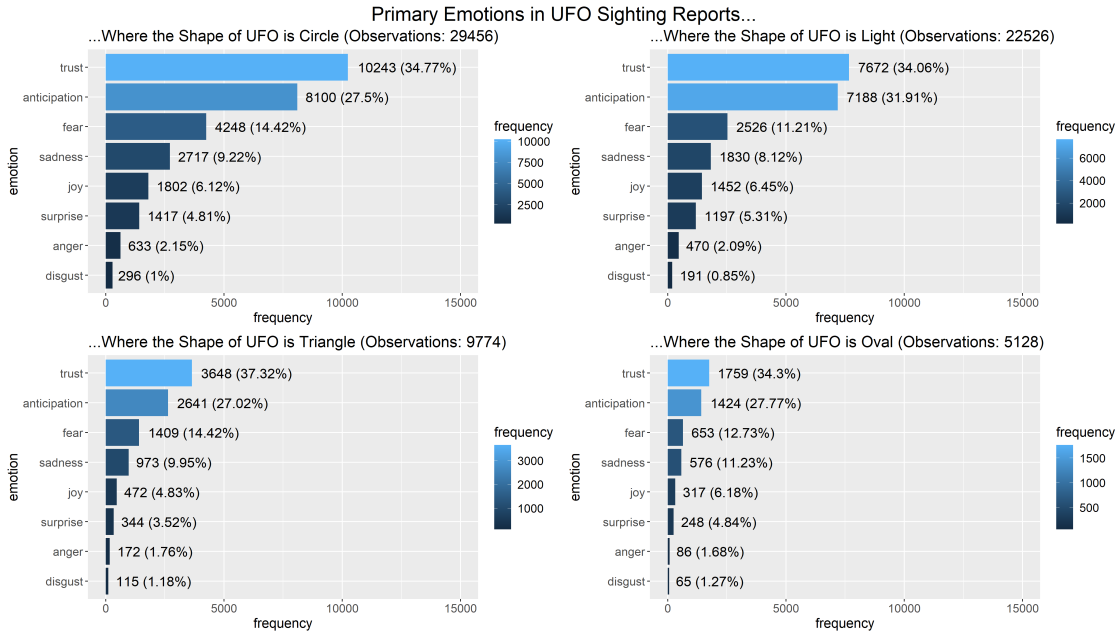 Primary Emotions in UFO Sighting Reports...
...Where the Shape of UFO is Circle (Observations: 29456)
emotion
trust 10243 (34.77%)
anticipation 8100 (27.5%)
fear 4248 (14.42%)
sadness 2717 (9.22%)
joy 1802 (6.12%)
surprise 1417 (4.81%)
anger 633 (2.15%)
disgust 296 (1%)
0 5000 10000 15000
frequency
frequency
10000
7500
5000
2500
...Where the Shape of UFO is Light (Observations: 22526)
emotion
trust 7672 (34.06%)
anticipation 7188 (31.91%)
fear 2526 (11.21%)
sadness 1830 (8.12%)
joy 1452 (6.45%)
surprise 1197 (5.31%)
anger 470 (2.09%)
disgust 191 (0.85%)
0 5000 10000 15000
frequency
frequency
6000
4000
2000
...Where the Shape of UFO is Triangle (Observations: 9774)
emotion
trust 3648 (37.32%)
anticipation 2641 (27.02%)
fear 1409 (14.42%)
sadness 973 (9.95%)
joy 472 (4.83%)
surprise 344 (3.52%)
anger 172 (1.76%)
disgust 115 (1.18%)
0 5000 10000 15000
frequency
frequency
3000
2000
1000
...Where the Shape of UFO is Oval (Observations: 5128)
emotion
trust 1759 (34.3%)
anticipation 1424 (27.77%)
fear 653 (12.73%)
sadness 576 (11.23%)
joy 317 (6.18%)
surprise 248 (4.84%)
anger 86 (1.68%)
disgust 65 (1.27%)
0 5000 10000 15000
frequency
frequency
1500
1000
500